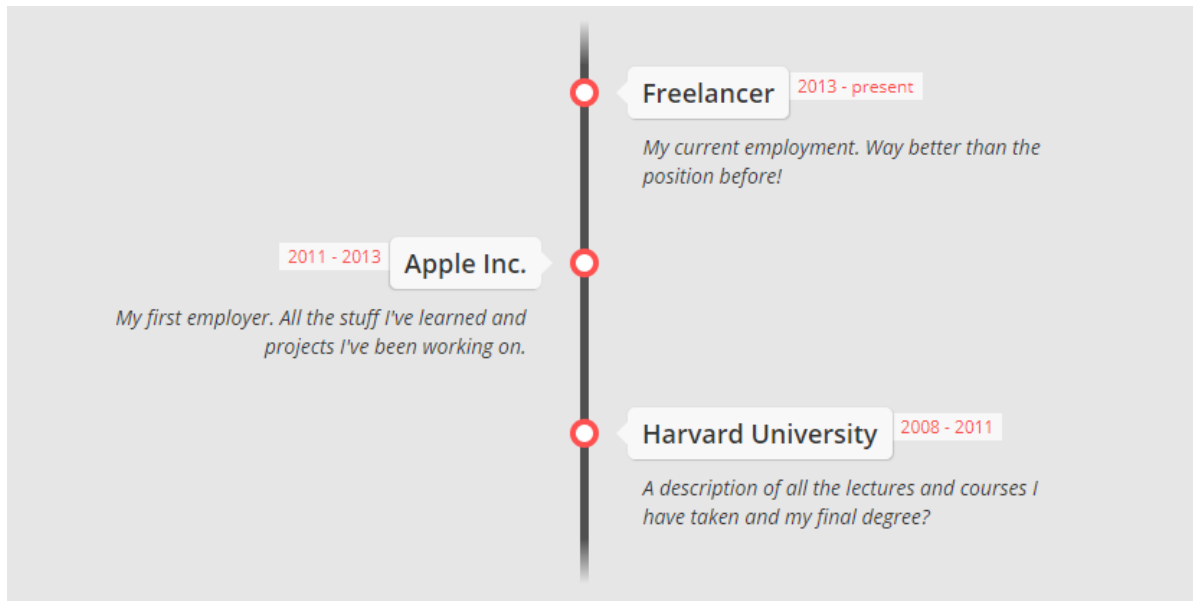 Freelancer 2013 - present
My current employment. Way better than the
position before!
2011 - 2013 Apple Inc.
My first employer. All the stuff I've learned and
projects I've been working on.
Harvard University 2008 - 2011
A description of all the lectures and courses I
have taken and my final degree?